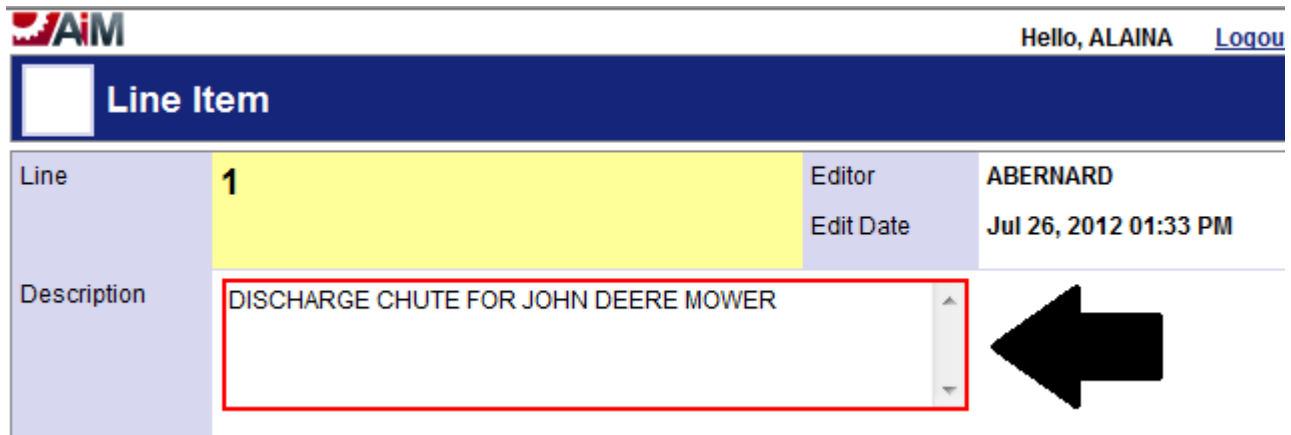 AiM
Hello, ALAINA Logou
Line Item
Line 1 Editor ABERNARD
Edit Date Jul 26, 2012 01:33 PM
Description DISCHARGE CHUTE FOR JOHN DEERE MOWER